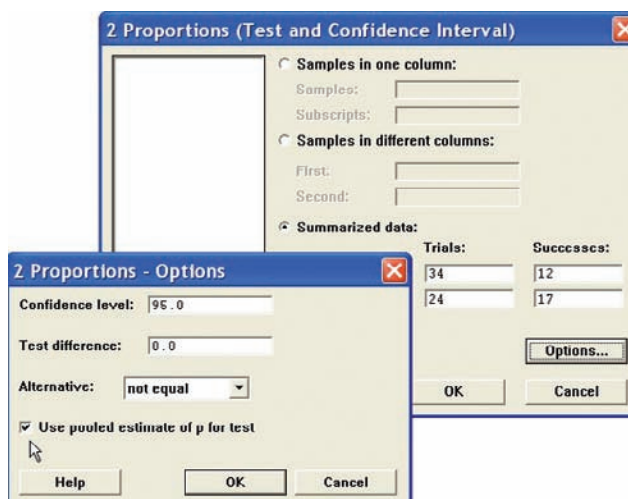 2 Proportions (Test and Confidence Interval)
Samples in one column:
Samples:
Subscripts:
Samples in different columns:
First:
Second:
Summarized data:
Trials: Successes:
34 12
24 17
Options...
OK Cancel
2 Proportions - Options
Confidence level: 95.0
Test difference: 0.0
Alternative: not equal
Use pooled estimate of p for test
Help OK Cancel